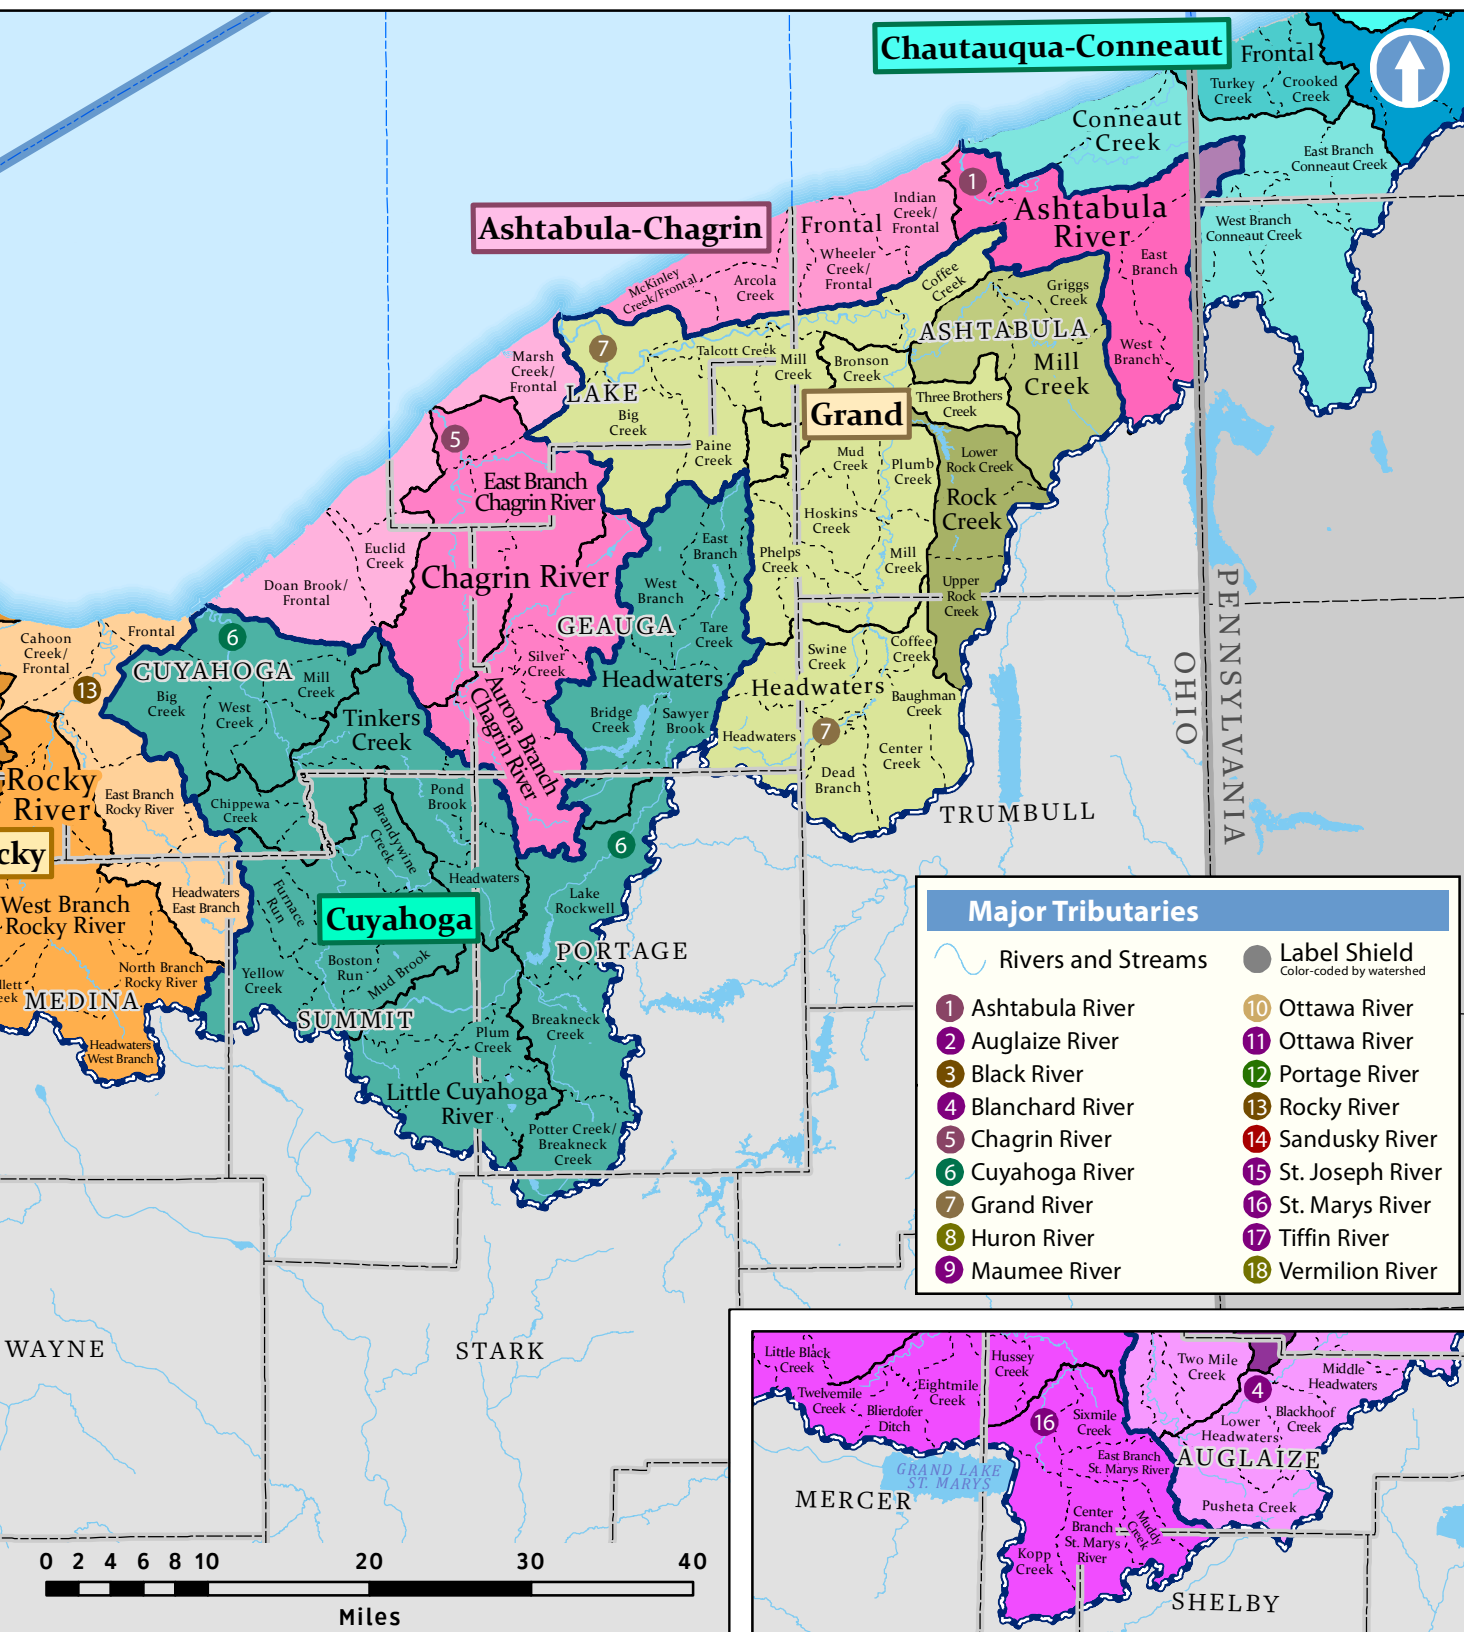 Chautauqua-Conneaut
Frontal
Turkey
Creek
Crooked
Creek
Conneaut
Creek
East Branch
Conneaut Creek
West Branch
Conneaut Creek
Ashtabula-Chagrin
Frontal
Indian
Creek/
Frontal
1
Ashtabula
River
East
Branch
West
Branch
Wheeler
Creek/
Frontal
McKinley
Creek/Frontal
Arcola
Creek
Coffee
Creek
Griggs
Creek
ASHTABULA
Mill
Creek
7
Marsh
Creek/
Frontal
LAKE
Big
Creek
Talcott Creek
Mill
Creek
Bronson
Creek
Three Brothers
Creek
Grand
5
Paine
Creek
Mud
Creek
Plumb
Creek
Lower
Rock Creek
Rock
Creek
East Branch
Chagrin River
Hoskins
Creek
Euclid
Creek
Doan Brook/
Frontal
Chagrin River
East
Branch
West
Branch
Phelps
Creek
Mill
Creek
Upper
Rock
Creek
GEAUGA
Tare
Creek
Silver
Creek
Headwaters
Swine
Creek
Coffee
Creek
Headwaters
Baughman
Creek
Bridge
Creek
Sawyer
Brook
Headwaters
7
Center
Creek
Dead
Branch
TRUMBULL
OHIO
PENNSYLVANIA
Cahoon
Creek/
Frontal
Frontal
6
13
CUYAHOGA
Big
Creek
West
Creek
Mill
Creek
Tinkers
Creek
Aurora Branch
Chagrin River
Rocky
River
East Branch
Rocky River
Chippewa
Creek
Brandywine
Creek
Pond
Brook
6
cky
West Branch
Rocky River
Headwaters
East Branch
Furnace
Run
Headwaters
Lake
Rockwell
Cuyahoga
PORTAGE
llett
eek
North Branch
Rocky River
MEDINA
Yellow
Creek
Boston
Run
Mud Brook
SUMMIT
Headwaters
West Branch
Plum
Creek
Breakneck
Creek
Little Cuyahoga
River
Potter Creek/
Breakneck
Creek
WAYNE
STARK
Major Tributaries
Rivers and Streams
Label Shield
Color-coded by watershed
1 Ashtabula River
2 Auglaize River
3 Black River
4 Blanchard River
5 Chagrin River
6 Cuyahoga River
7 Grand River
8 Huron River
9 Maumee River
10 Ottawa River
11 Ottawa River
12 Portage River
13 Rocky River
14 Sandusky River
15 St. Joseph River
16 St. Marys River
17 Tiffin River
18 Vermilion River
Little Black
Creek
Hussey
Creek
Two Mile
Creek
Middle
Headwaters
Twelvemile
Creek
Eightmile
Creek
Blierdofer
Ditch
4
16
Sixmile
Creek
Lower
Headwaters
Blackhoof
Creek
East Branch
St. Marys River
AUGLAIZE
GRAND LAKE
ST. MARYS
MERCER
Pusheta Creek
Center
Branch
St. Marys
River
Muddy
Creek
Kopp
Creek
SHELBY
0 2 4 6 8 10 20 30 40
Miles